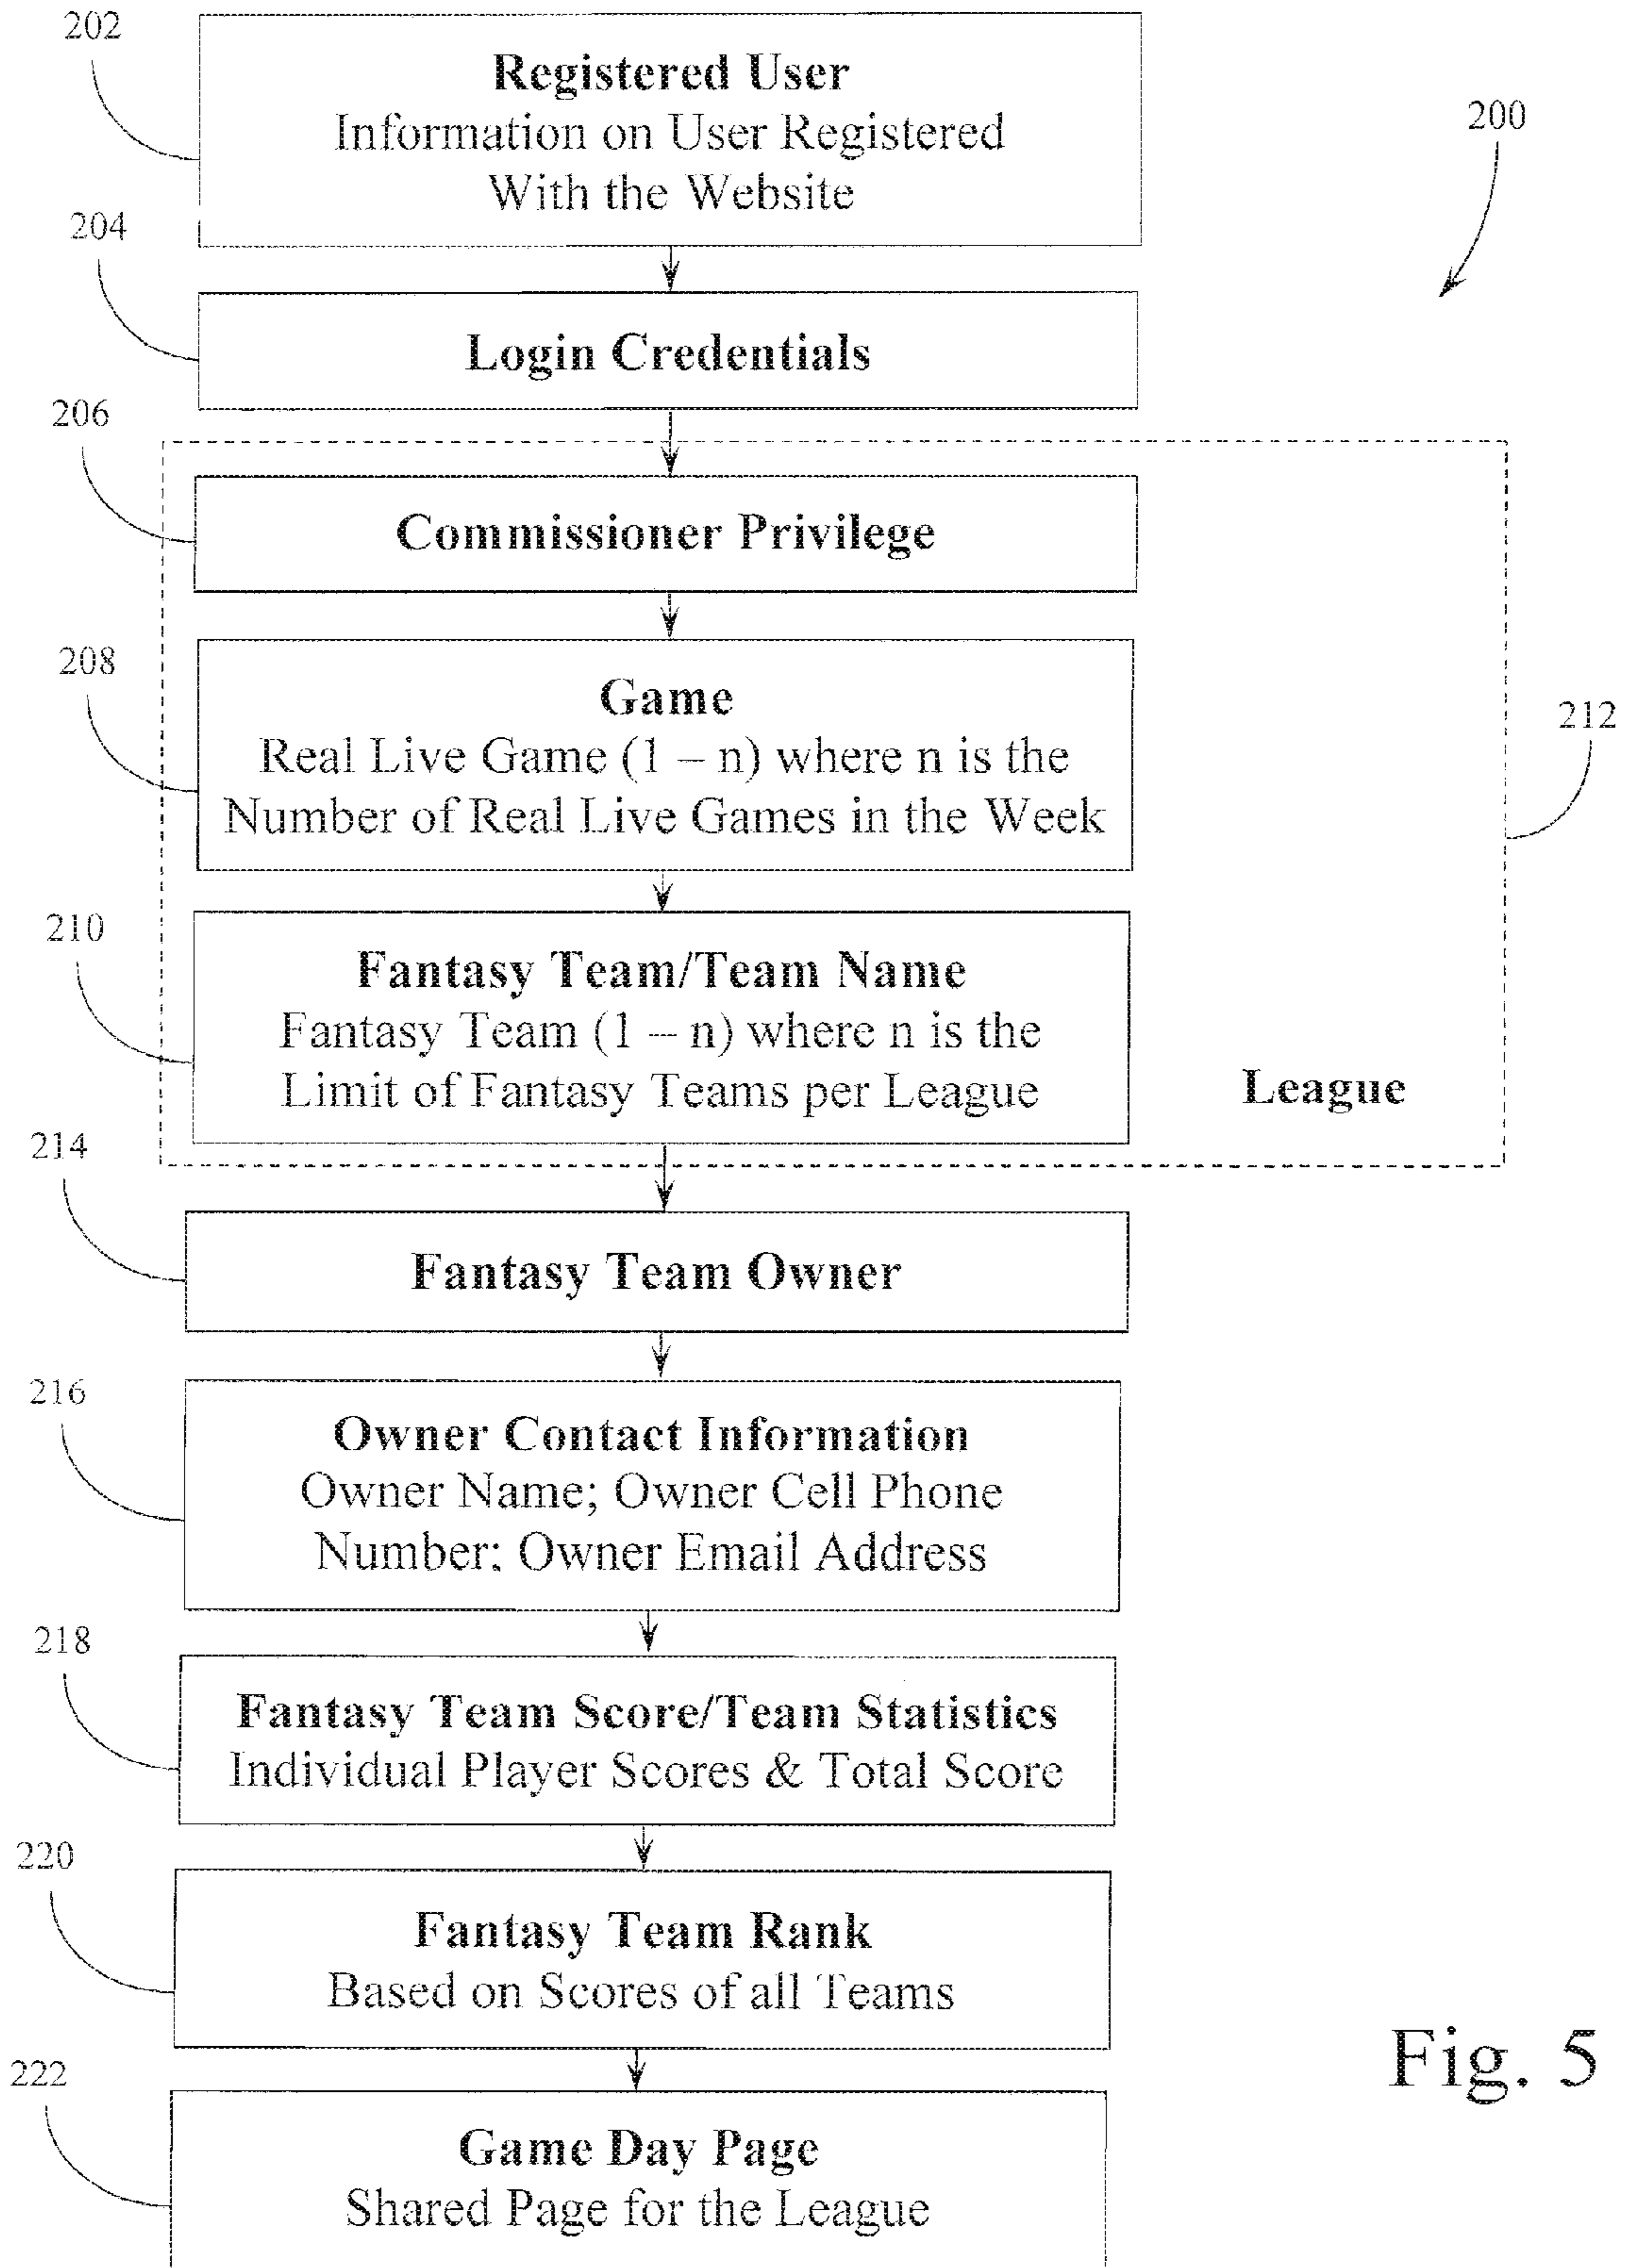 202
Registered User
Information on User Registered
With the Website
200
204
Login Credentials
206
Commissioner Privilege
208
Game
Real Live Game (1 – n) where n is the
Number of Real Live Games in the Week
212
210
Fantasy Team/Team Name
Fantasy Team (1 – n) where n is the
Limit of Fantasy Teams per League
League
214
Fantasy Team Owner
216
Owner Contact Information
Owner Name; Owner Cell Phone
Number; Owner Email Address
218
Fantasy Team Score/Team Statistics
Individual Player Scores & Total Score
220
Fantasy Team Rank
Based on Scores of all Teams
Fig. 5
222
Game Day Page
Shared Page for the League